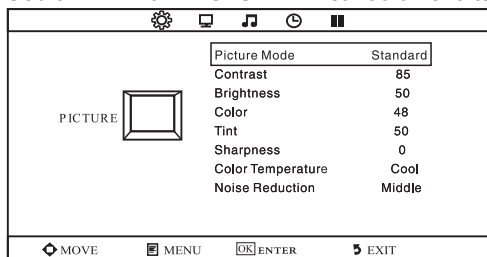 Picture Mode Standard
Contrast 85
Brightness 50
Color 48
PICTURE
Tint 50
Sharpness 0
Color Temperature Cool
Noise Reduction Middle
MOVE MENU OK ENTER EXIT